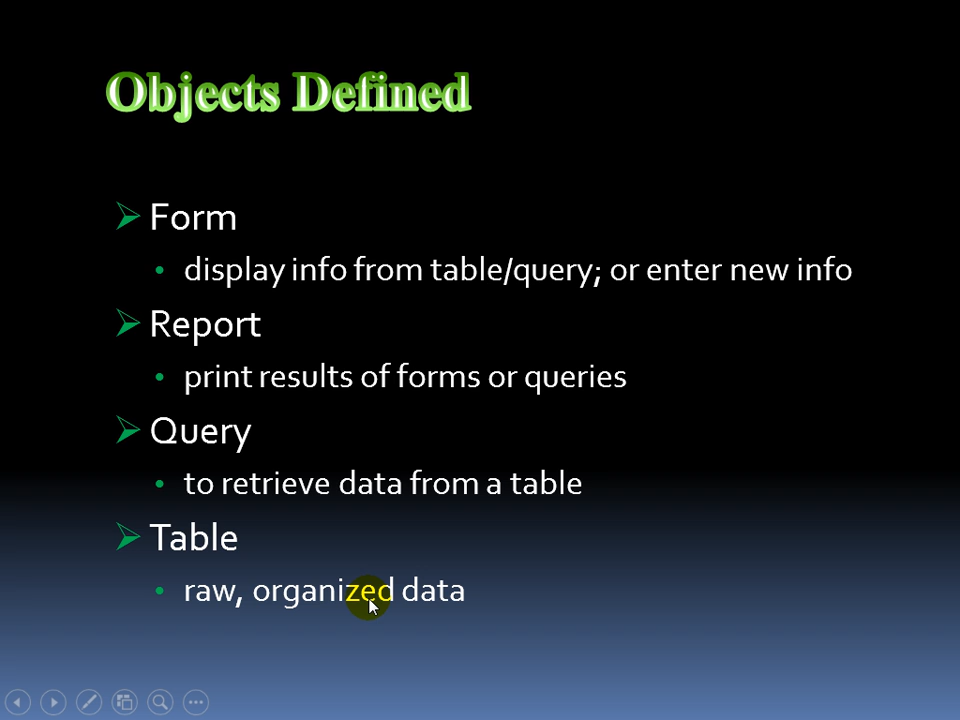 Objects Defined
Form
display info from table/query; or enter new info
Report
print results of forms or queries
Query
to retrieve data from a table
Table
raw, organized data